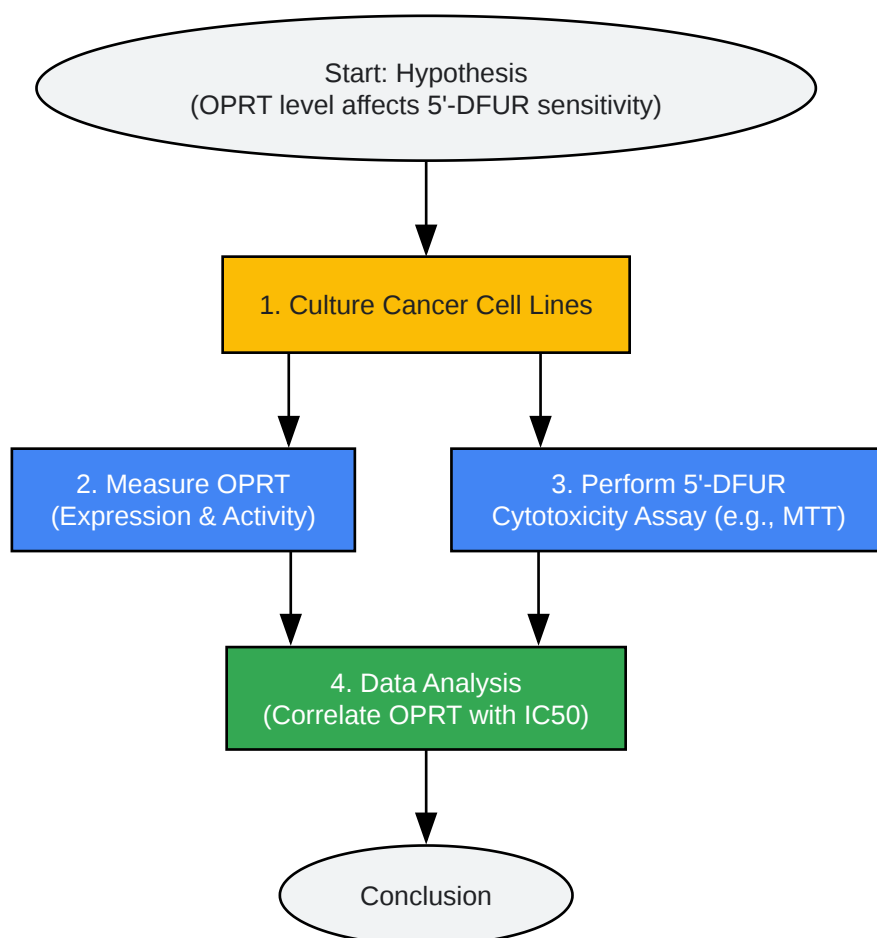 Start: Hypothesis
(OPRT level affects 5'-DFUR sensitivity)
1. Culture Cancer Cell Lines
2. Measure OPRT
(Expression & Activity)
3. Perform 5'-DFUR
Cytotoxicity Assay (e.g., MTT)
4. Data Analysis
(Correlate OPRT with IC50)
Conclusion